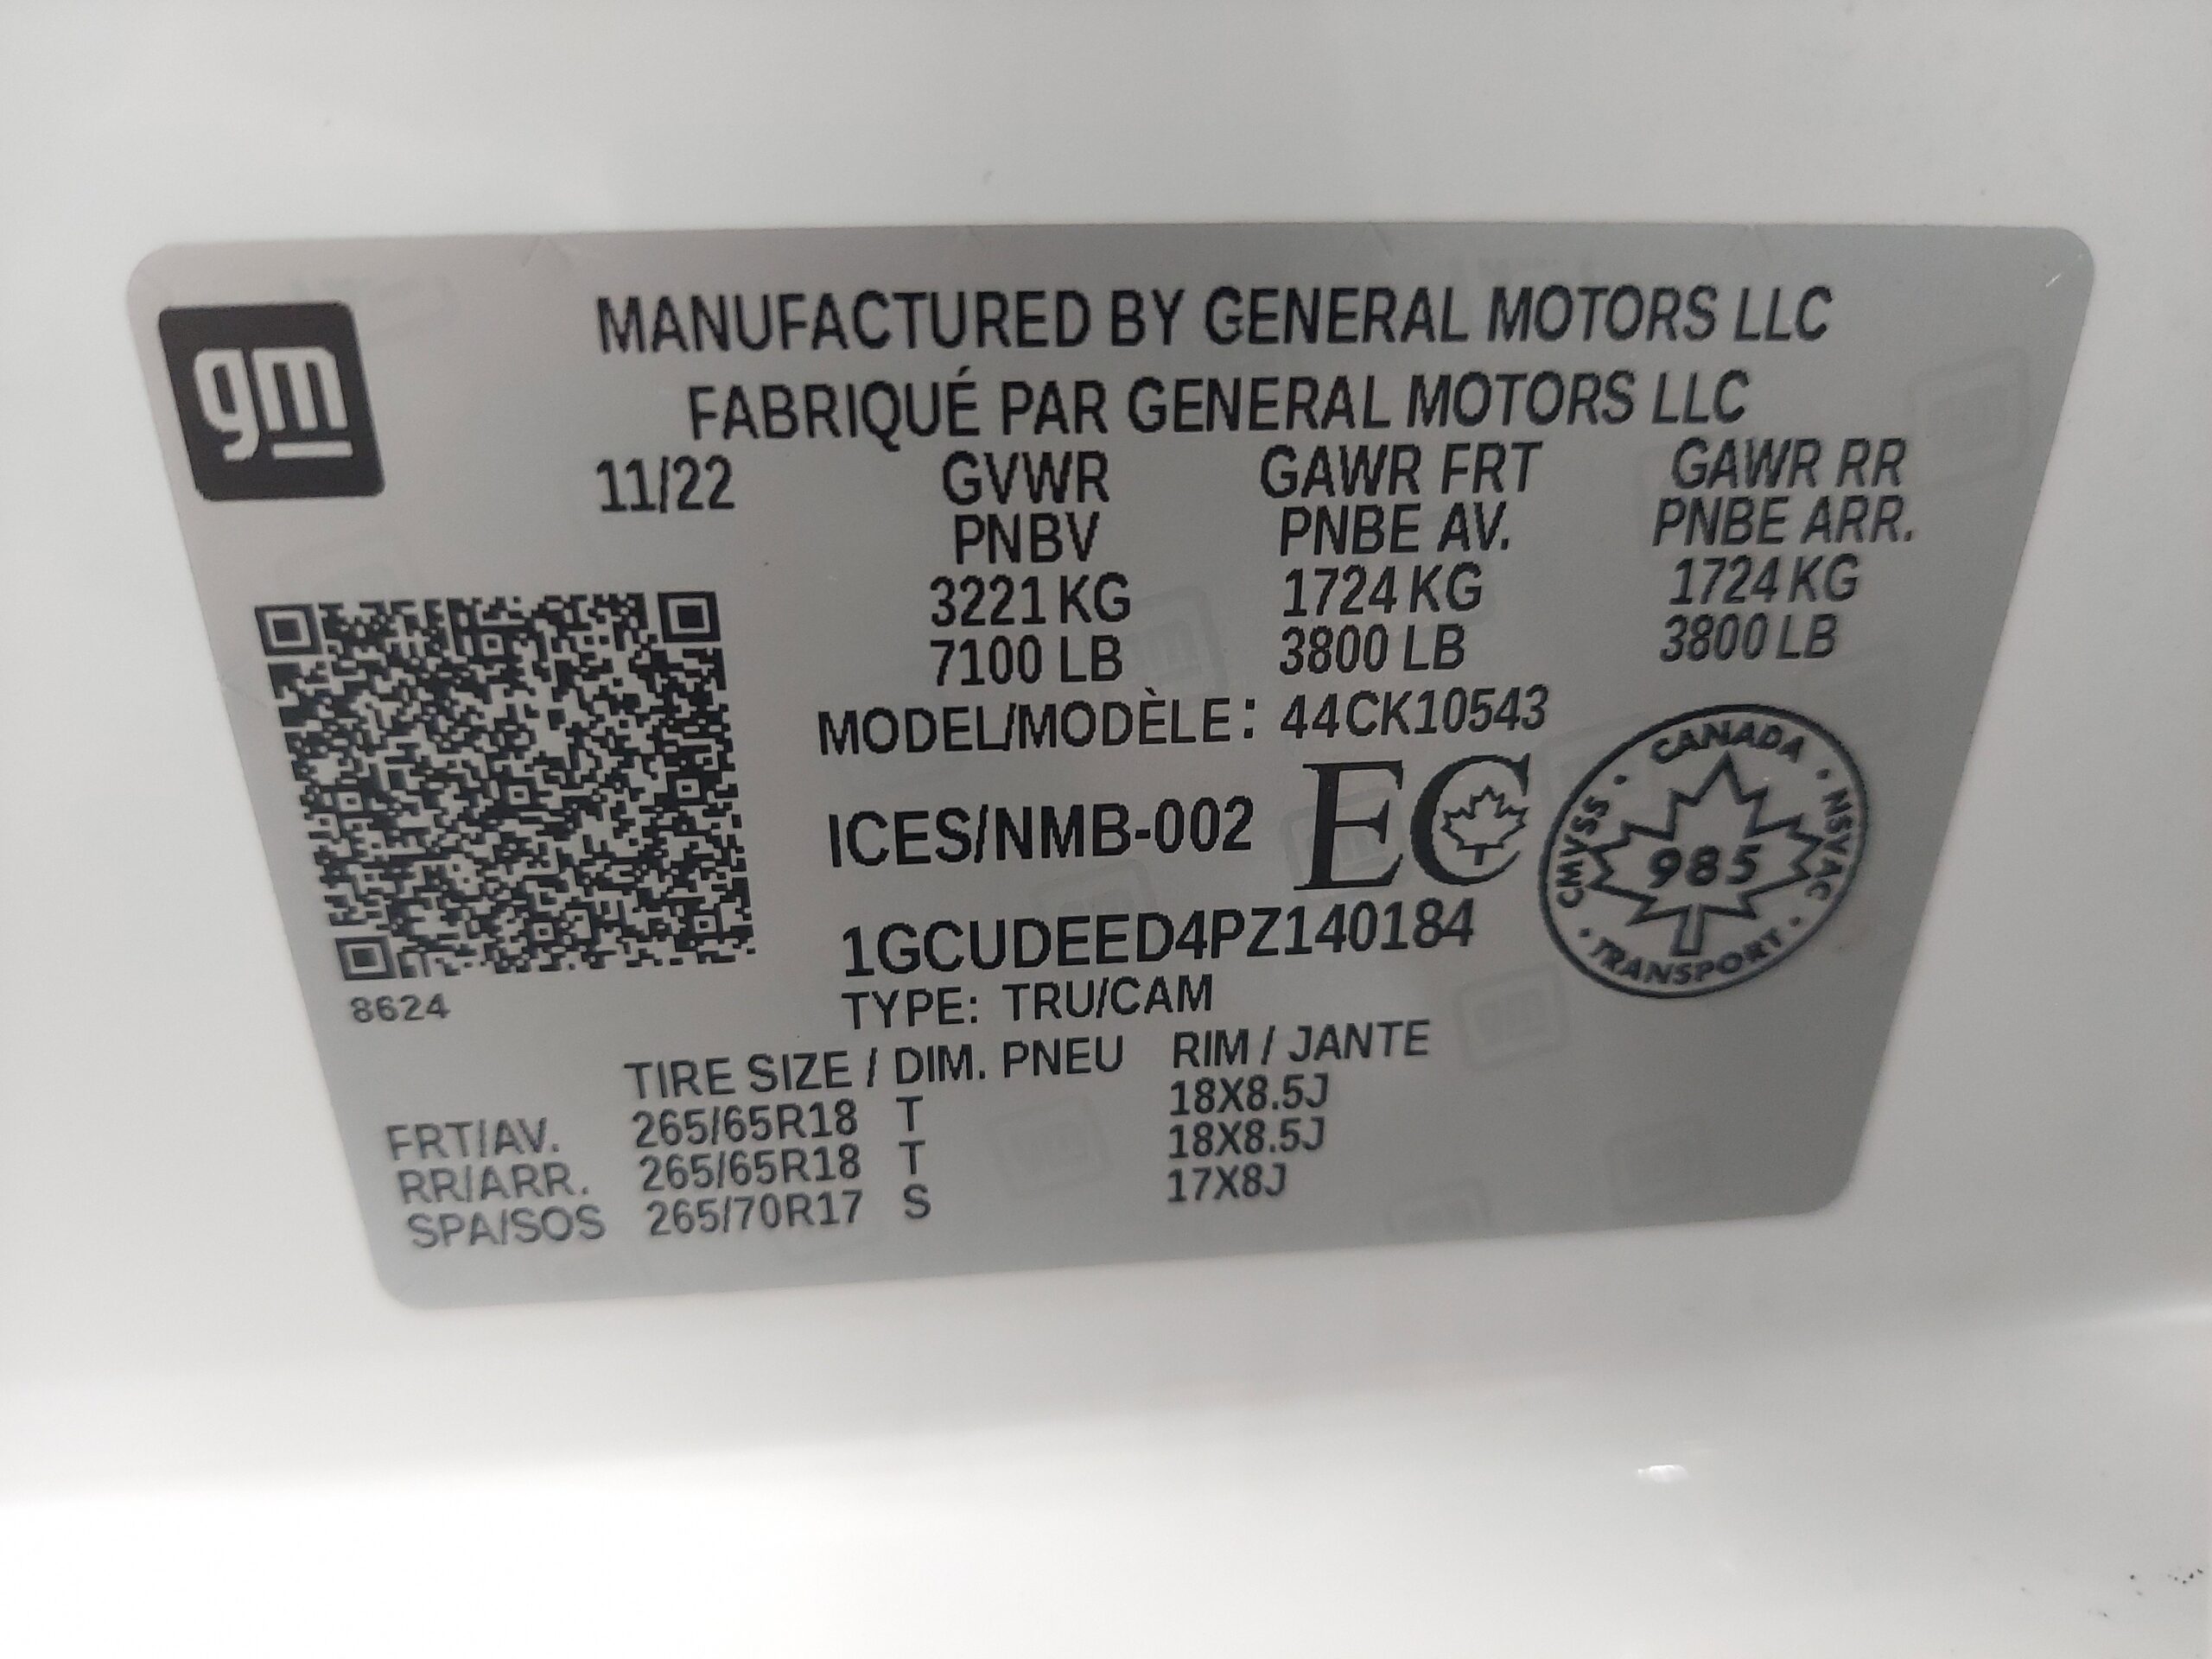 gm
MANUFACTURED BY GENERAL MOTORS LLC
FABRIQUÉ PAR GENERAL MOTORS LLC
11/22 GVWR GAWR FRT GAWR RR
PNBV PNBE AV. PNBE ARR.
3221 KG 1724 KG 1724 KG
7100 LB 3800 LB 3800 LB
MODEL/MODÈLE: 44CK10543
ICES/NMB-002 EC
CANADA · NSVAC · TRANSPORT · CMVSS ·
985
1GCUDEED4PZ140184
8624
TYPE: TRU/CAM
TIRE SIZE / DIM. PNEU RIM / JANTE
FRT/AV. 265/65R18 T 18X8.5J
RR/ARR. 265/65R18 T 18X8.5J
SPA/SOS 265/70R17 S 17X8J